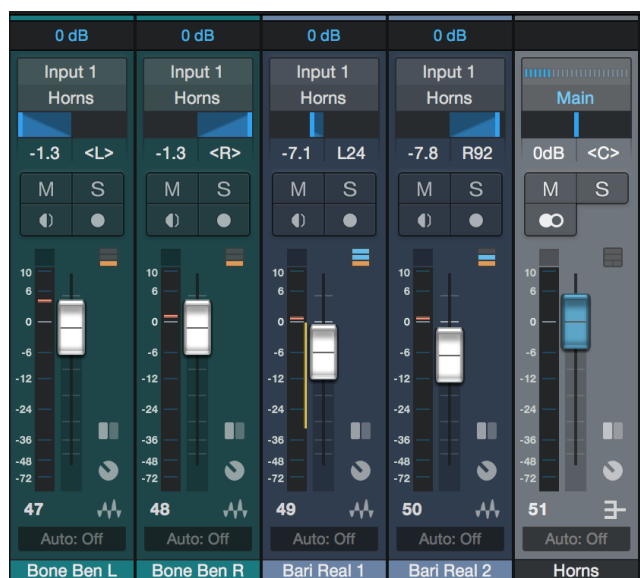 0 dB 0 dB 0 dB 0 dB
Input 1 Input 1 Input 1 Input 1
Horns Horns Horns Horns Main
-1.3 <L> -1.3 <R> -7.1 L24 -7.8 R92 0dB <C>
M S M S M S M S M S
10 10 10 10 10
6 6 6 6 6
0 0 0 0 0
-6 -6 -6 -6 -6
-12 -12 -12 -12 -12
-24 -24 -24 -24 -24
-36 -36 -36 -36 -36
-48 -48 -48 -48 -48
-72 -72 -72 -72 -72
47 48 49 50 51
Auto: Off Auto: Off Auto: Off Auto: Off Auto: Off
Bone Ben L Bone Ben R Bari Real 1 Bari Real 2 Horns